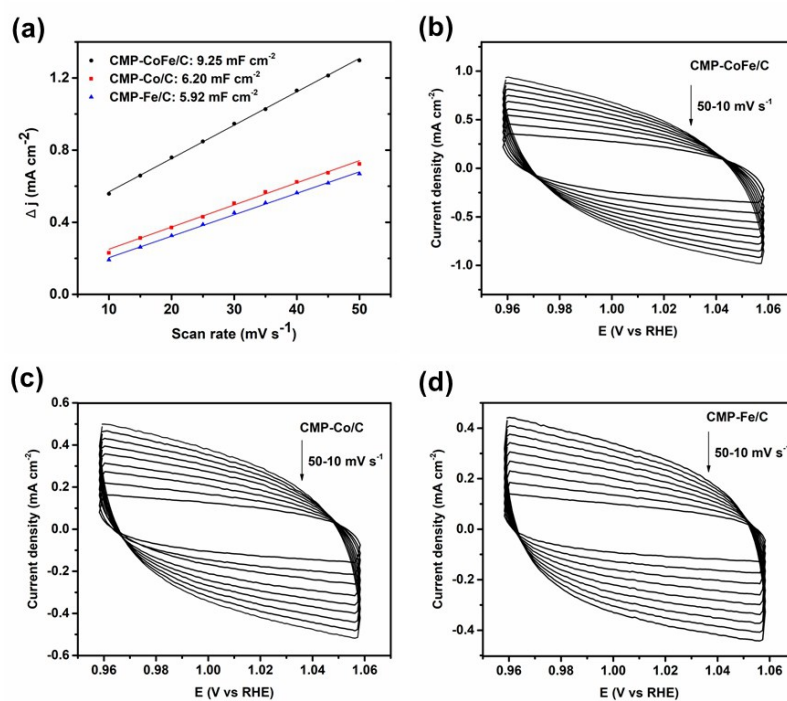 (a)
CMP-CoFe/C: 9.25 mF cm-2
CMP-Co/C: 6.20 mF cm-2
CMP-Fe/C: 5.92 mF cm-2
Δ j (mA cm-2)
1.2
0.8
0.4
0.0
10 20 30 40 50
Scan rate (mV s-1)
(b)
CMP-CoFe/C
50-10 mV s-1
Current density (mA cm-2)
1.0
0.5
0.0
-0.5
-1.0
0.96 0.98 1.00 1.02 1.04 1.06
E (V vs RHE)
(c)
CMP-Co/C
50-10 mV s-1
Current density (mA cm-2)
0.6
0.4
0.2
0.0
-0.2
-0.4
-0.6
0.96 0.98 1.00 1.02 1.04 1.06
E (V vs RHE)
(d)
CMP-Fe/C
50-10 mV s-1
Current density (mA cm-2)
0.4
0.2
0.0
-0.2
-0.4
0.96 0.98 1.00 1.02 1.04 1.06
E (V vs RHE)